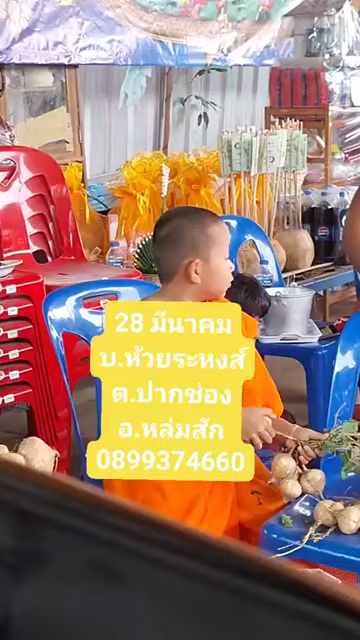 28 มีนาคม
บ.ห้วยระหงส์
ต.ปากช่อง
อ.หล่มสัก
0899374660